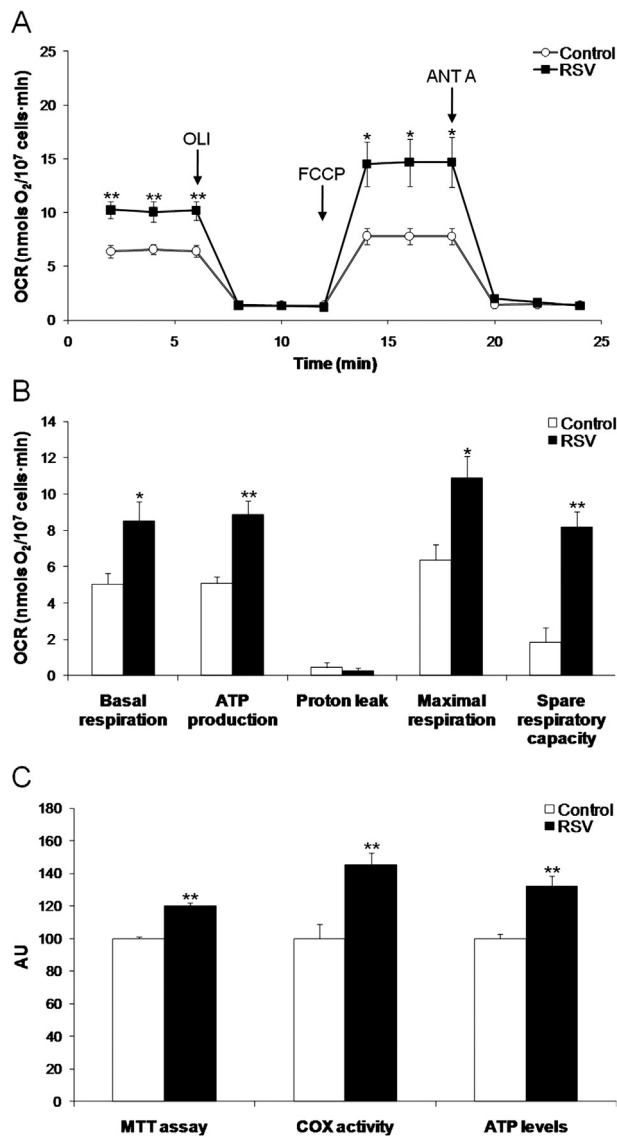 A
OCR (nmols O₂/10⁷ cells·min)
25
20
15
10
5
0
Control
RSV
OLI
FCCP
ANT A
** ** **
* * *
0 5 10 15 20 25
Time (min)
B
OCR (nmols O₂/10⁷ cells·min)
14
12
10
8
6
4
2
0
Control
RSV
* ** * **
Basal respiration
ATP production
Proton leak
Maximal respiration
Spare respiratory capacity
C
AU
180
160
140
120
100
80
60
40
20
0
Control
RSV
** ** **
MTT assay
COX activity
ATP levels